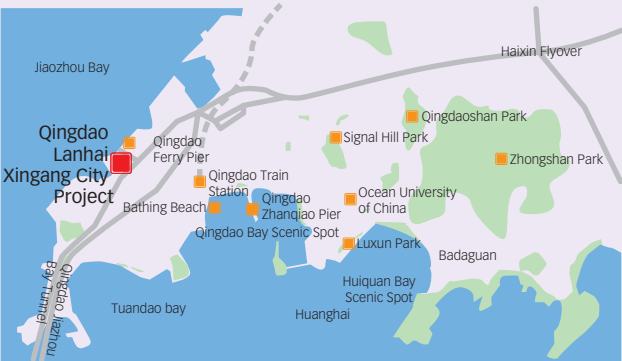 Haixin Flyover
Jiaozhou Bay
Qingdaoshan Park
Qingdao
Lanhai
Xingang City
Project
Qingdao
Ferry Pier
Signal Hill Park
Zhongshan Park
Qingdao Train
Station
Ocean University
of China
Bathing Beach
Qingdao
Zhanqiao Pier
Qingdao Bay Scenic Spot
Luxun Park
Badaguan
Qingdao Jiazhou
Bay Tunnel
Huiquan Bay
Scenic Spot
Tuandao bay
Huanghai